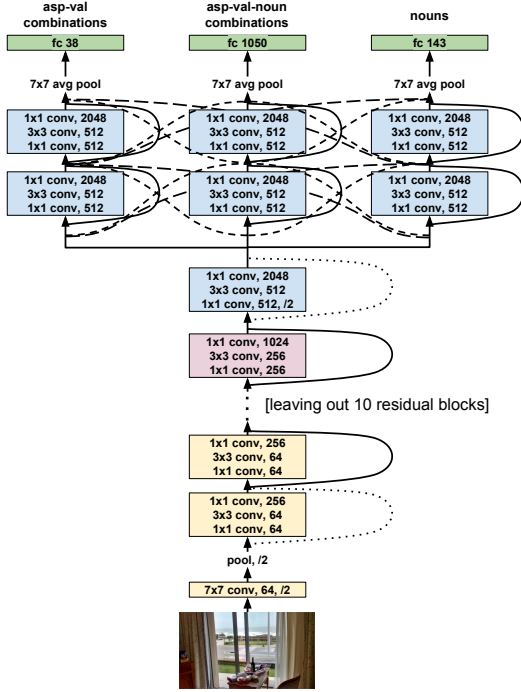 asp-val
combinations
asp-val-noun
combinations
nouns
fc 38
fc 1050
fc 143
7x7 avg pool
7x7 avg pool
7x7 avg pool
1x1 conv, 2048
3x3 conv, 512
1x1 conv, 512
1x1 conv, 2048
3x3 conv, 512
1x1 conv, 512
1x1 conv, 2048
3x3 conv, 512
1x1 conv, 512
1x1 conv, 2048
3x3 conv, 512
1x1 conv, 512
1x1 conv, 2048
3x3 conv, 512
1x1 conv, 512
1x1 conv, 2048
3x3 conv, 512
1x1 conv, 512
1x1 conv, 2048
3x3 conv, 512
1x1 conv, 512, /2
1x1 conv, 1024
3x3 conv, 256
1x1 conv, 256
[leaving out 10 residual blocks]
1x1 conv, 256
3x3 conv, 64
1x1 conv, 64
1x1 conv, 256
3x3 conv, 64
1x1 conv, 64
pool, /2
7x7 conv, 64, /2